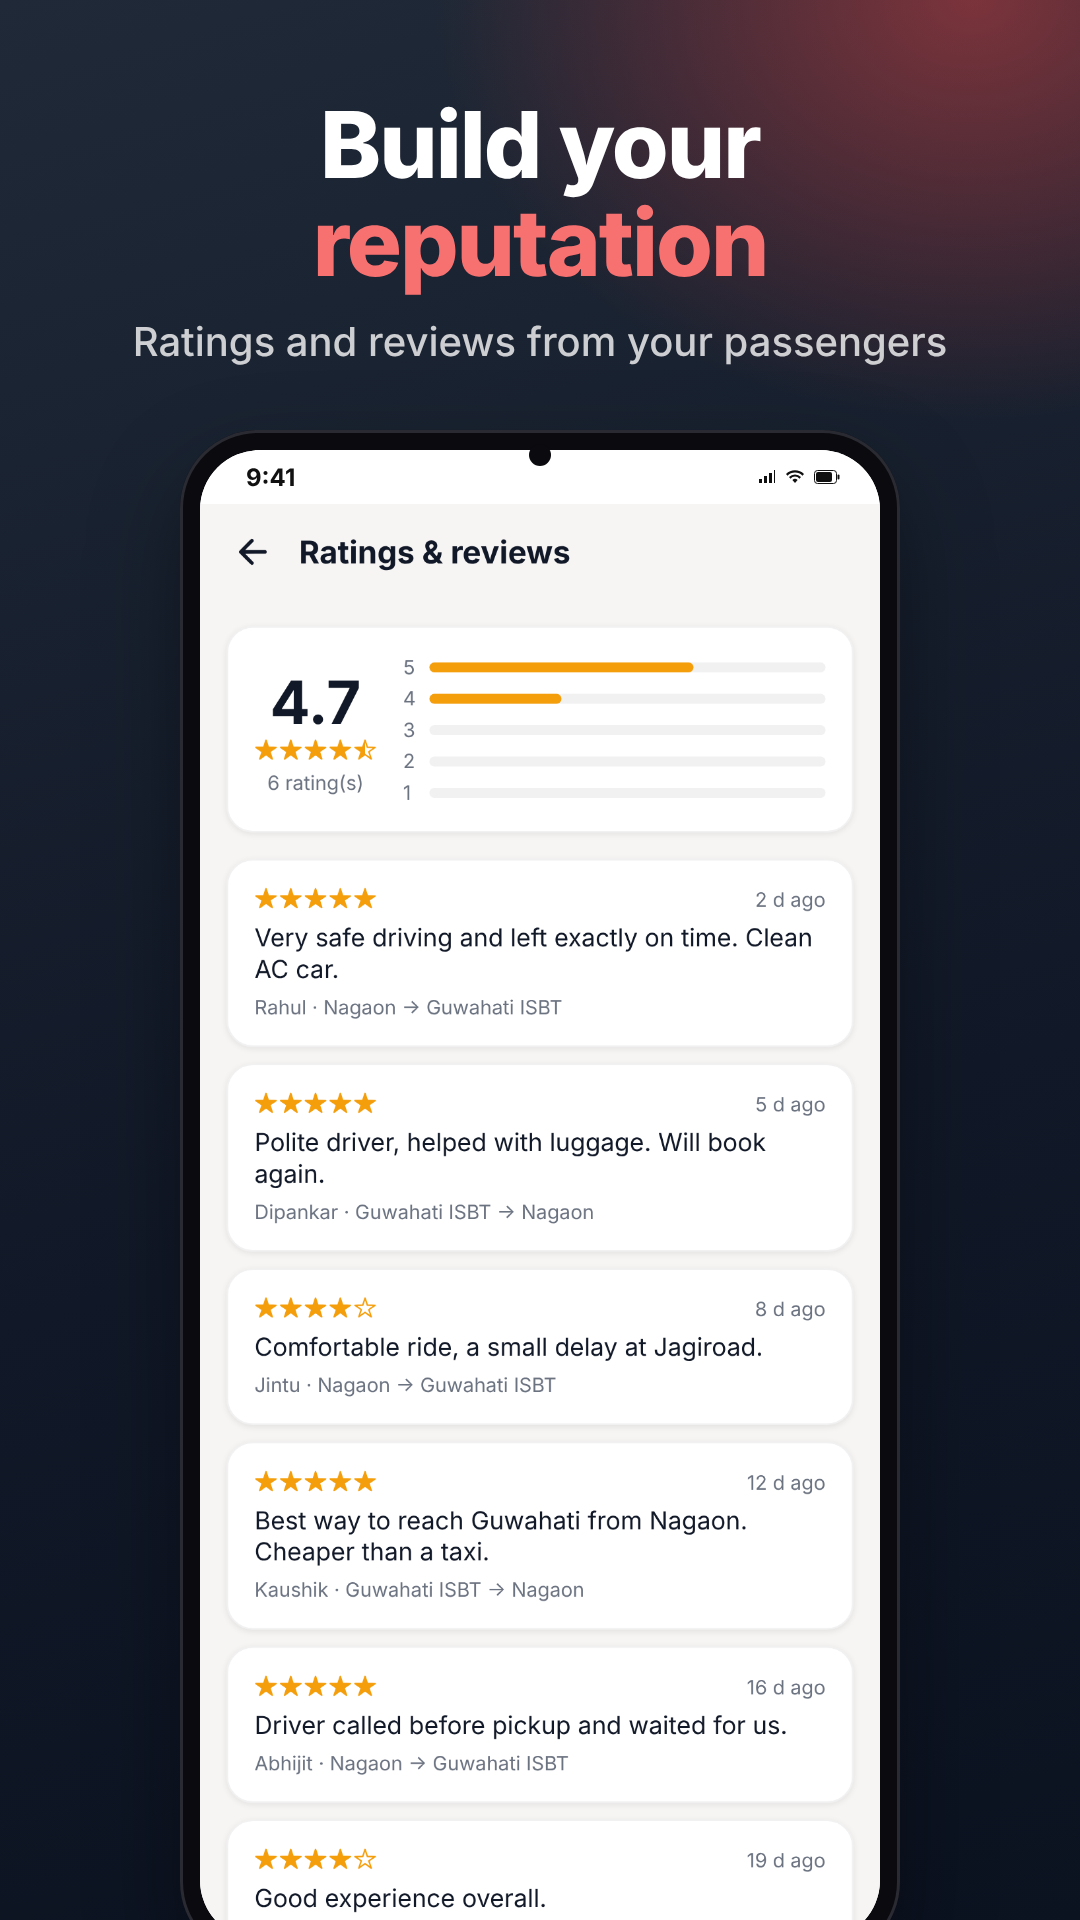 Build your
reputation
Ratings and reviews from your passengers
9:41
Ratings & reviews
4.7
6 rating(s)
5
4
3
2
1
2 d ago
Very safe driving and left exactly on time. Clean
AC car.
Rahul · Nagaon → Guwahati ISBT
5 d ago
Polite driver, helped with luggage. Will book
again.
Dipankar · Guwahati ISBT → Nagaon
8 d ago
Comfortable ride, a small delay at Jagiroad.
Jintu · Nagaon → Guwahati ISBT
12 d ago
Best way to reach Guwahati from Nagaon.
Cheaper than a taxi.
Kaushik · Guwahati ISBT → Nagaon
16 d ago
Driver called before pickup and waited for us.
Abhijit · Nagaon → Guwahati ISBT
19 d ago
Good experience overall.